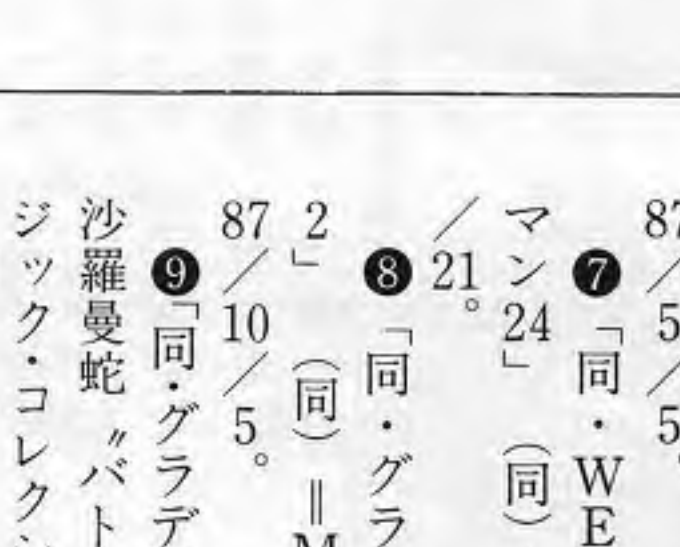 87/5/5。
❼「同・WE
マン24」(同)
/21。
❽「同・グラ
2」(同)=M
87/10/5。
❾「同・グラデ
沙羅曼蛇〝バト
ジック・コレク